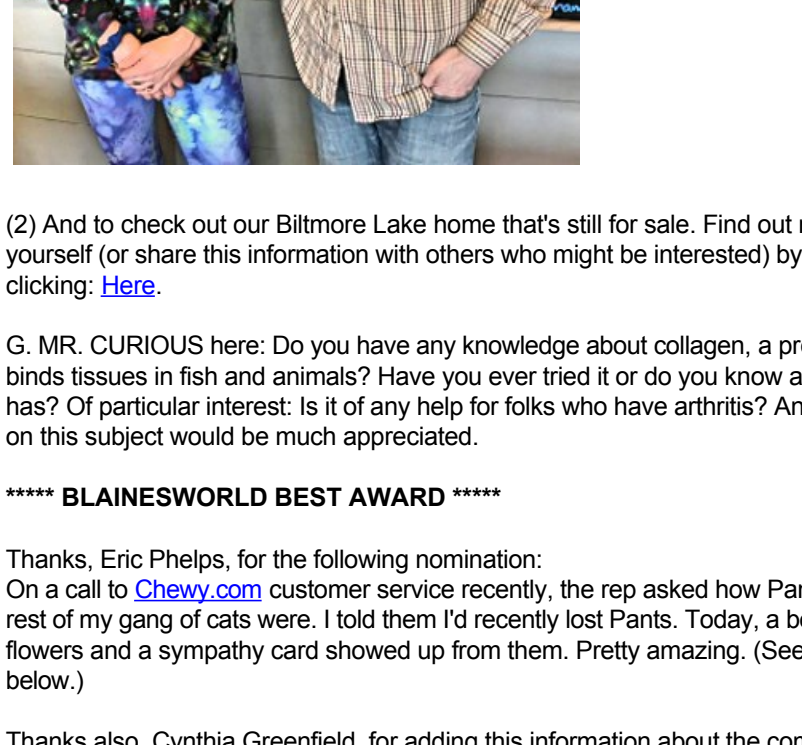 (2) And to check out our Biltmore Lake home that's still for sale. Find out
yourself (or share this information with others who might be interested) by
clicking: Here.
G. MR. CURIOUS here: Do you have any knowledge about collagen, a
binds tissues in fish and animals? Have you ever tried it or do you know
has? Of particular interest: Is it of any help for folks who have arthritis?
on this subject would be much appreciated.
***** BLAINESWORLD BEST AWARD *****
Thanks, Eric Phelps, for the following nomination:
On a call to Chewy.com customer service recently, the rep asked how
rest of my gang of cats were. I told them I'd recently lost Pants. Today, a
flowers and a sympathy card showed up from them. Pretty amazing. (See
below.)
Thanks also, Cynthia Greenfield, for adding this information about the